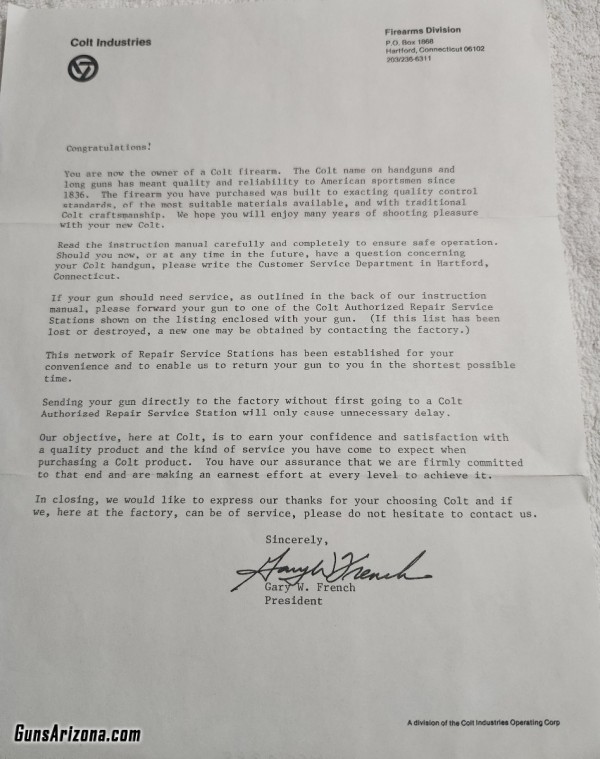 Colt Industries
Firearms Division
P.O. Box 1868
Hartford, Connecticut 06102
203/236-6311
Congratulations!
You are now the owner of a Colt firearm.  The Colt name on handguns and
long guns has meant quality and reliability to American sportsmen since
1836.  The firearm you have purchased was built to exacting quality control
standards, of the most suitable materials available, and with traditional
Colt craftsmanship.  We hope you will enjoy many years of shooting pleasure
with your new Colt.
Read the instruction manual carefully and completely to ensure safe operation.
Should you now, or at any time in the future, have a question concerning
your Colt handgun, please write the Customer Service Department in Hartford,
Connecticut.
If your gun should need service, as outlined in the back of our instruction
manual, please forward your gun to one of the Colt Authorized Repair Service
Stations shown on the listing enclosed with your gun.  (If this list has been
lost or destroyed, a new one may be obtained by contacting the factory.)
This network of Repair Service Stations has been established for your
convenience and to enable us to return your gun to you in the shortest possible
time.
Sending your gun directly to the factory without first going to a Colt
Authorized Repair Service Station will only cause unnecessary delay.
Our objective, here at Colt, is to earn your confidence and satisfaction with
a quality product and the kind of service you have come to expect when
purchasing a Colt product.  You have our assurance that we are firmly committed
to that end and are making an earnest effort at every level to achieve it.
In closing, we would like to express our thanks for your choosing Colt and if
we, here at the factory, can be of service, please do not hesitate to contact us.
Sincerely,
Gary W. French
Gary W. French
President
A division of the Colt Industries Operating Corp
GunsArizona.com